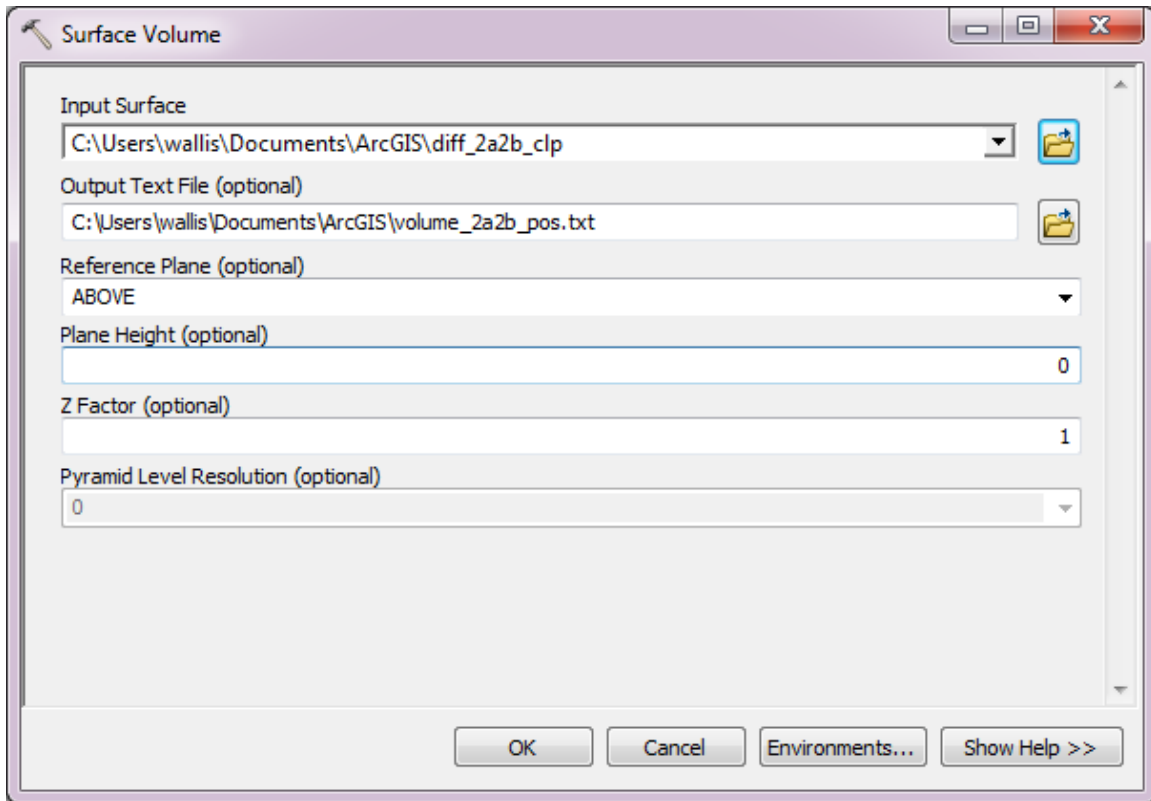 Surface Volume
Input Surface
C:\Users\wallis\Documents\ArcGIS\diff_2a2b_clp
Output Text File (optional)
C:\Users\wallis\Documents\ArcGIS\volume_2a2b_pos.txt
Reference Plane (optional)
ABOVE
Plane Height (optional)
0
Z Factor (optional)
1
Pyramid Level Resolution (optional)
0
OK Cancel Environments... Show Help >>